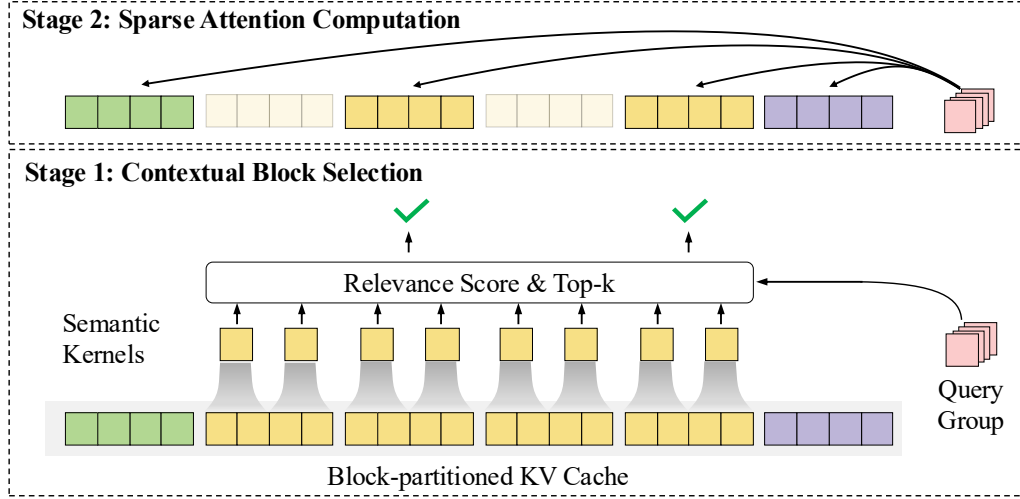 Stage 2: Sparse Attention Computation
Stage 1: Contextual Block Selection
Relevance Score & Top-k
Semantic
Kernels
Query
Group
Block-partitioned KV Cache